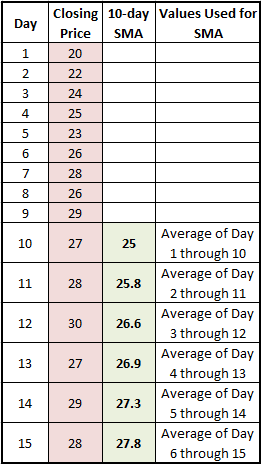 Day Closing Price 10-day SMA Values Used for SMA
1 20
2 22
3 24
4 25
5 23
6 26
7 28
8 26
9 29
10 27 25 Average of Day 1 through 10
11 28 25.8 Average of Day 2 through 11
12 30 26.6 Average of Day 3 through 12
13 27 26.9 Average of Day 4 through 13
14 29 27.3 Average of Day 5 through 14
15 28 27.8 Average of Day 6 through 15